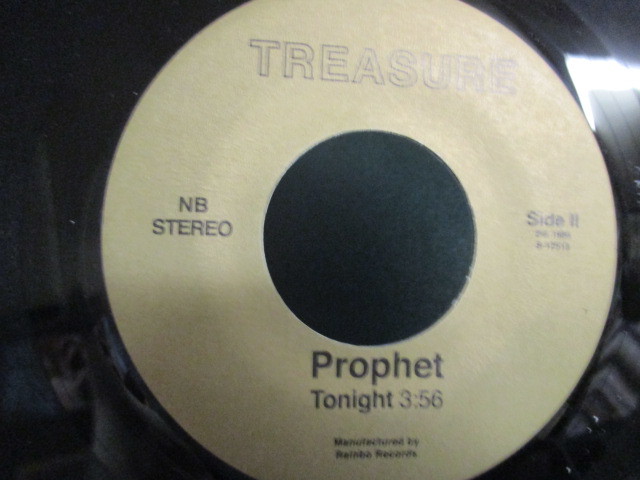 TREASURE
NB
STEREO
Side II
Prophet
Tonight 3:56
Manufactured by
Rainbo Records